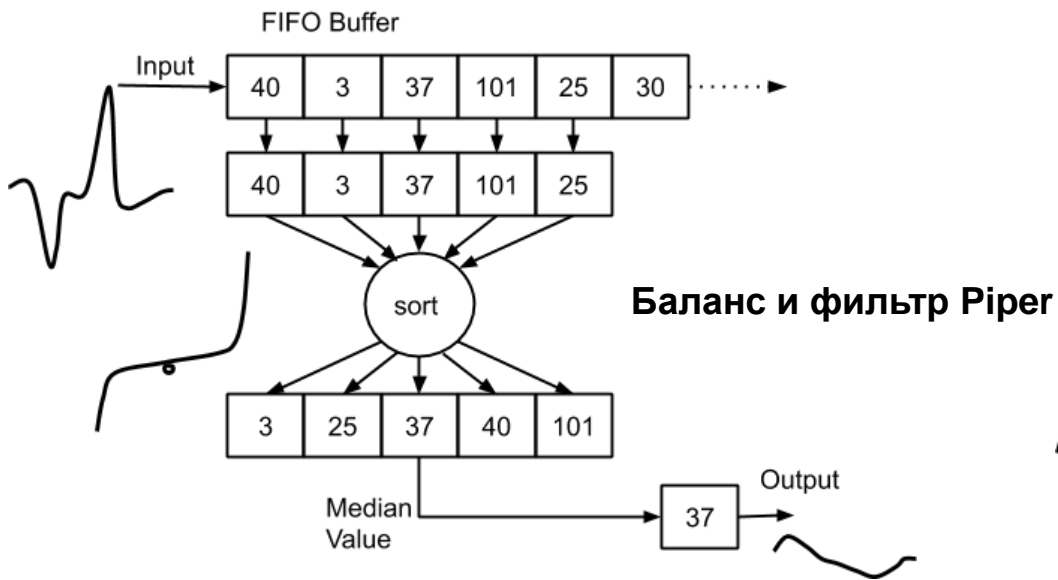 FIFO Buffer
Input
40 3 37 101 25 30
40 3 37 101 25
sort
Баланс и фильтр Piper
3 25 37 40 101
Median
Value
37
Output